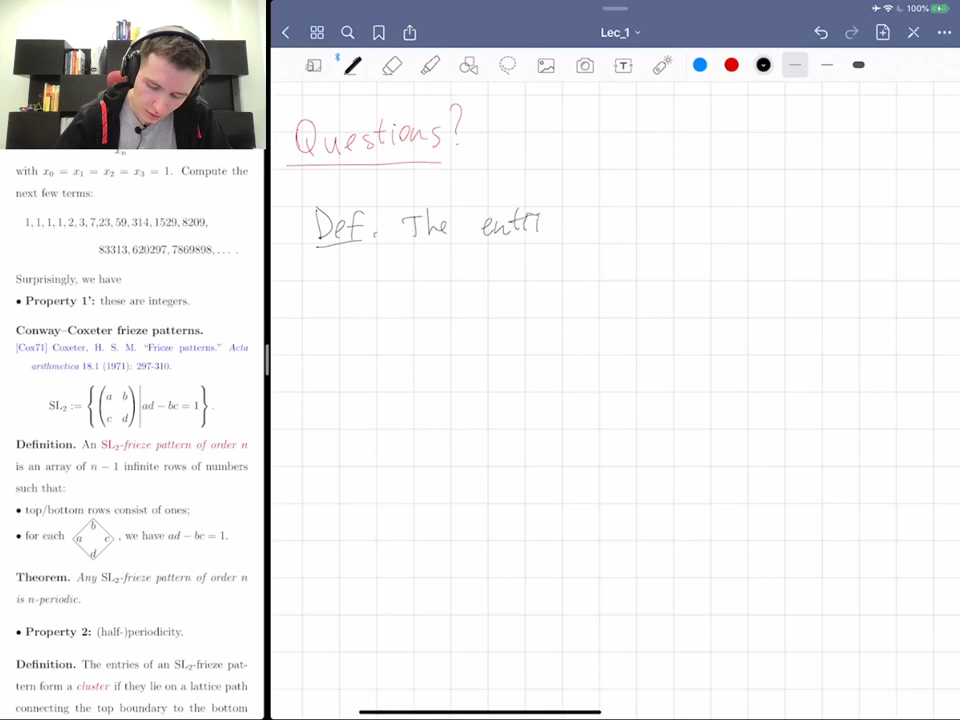 100%
Lec_1
T
Questions?
Def. The entri
with x₀ = x₁ = x₂ = x₃ = 1. Compute the
next few terms:
1, 1, 1, 1, 2, 3, 7, 23, 59, 314, 1529, 8209,
83313, 620297, 7869898, . . . .
Surprisingly, we have
• Property 1': these are integers.
Conway–Coxeter frieze patterns.
[Cox71] Coxeter, H. S. M. "Frieze patterns." Acta
arithmetica 18.1 (1971): 297-310.
SL₂ := { ( a b
c d ) | ad − bc = 1 } .
Definition. An SL₂-frieze pattern of order n
is an array of n − 1 infinite rows of numbers
such that:
• top/bottom rows consist of ones;
b
• for each a c , we have ad − bc = 1.
d
Theorem. Any SL₂-frieze pattern of order n
is n-periodic.
• Property 2: (half-)periodicity.
Definition. The entries of an SL₂-frieze pat-
tern form a cluster if they lie on a lattice path
connecting the top boundary to the bottom